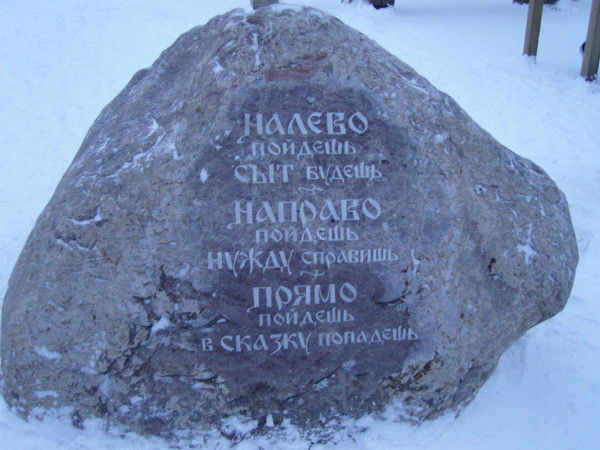 НАЛЕВО
ПОЙДЕШЬ
СЫТ БУДЕШЬ
НАПРАВО
ПОЙДЕШЬ
НУЖДУ СПРАВИШЬ
ПРЯМО
ПОЙДЕШЬ
В СКАЗКУ ПОПАДЕШЬ